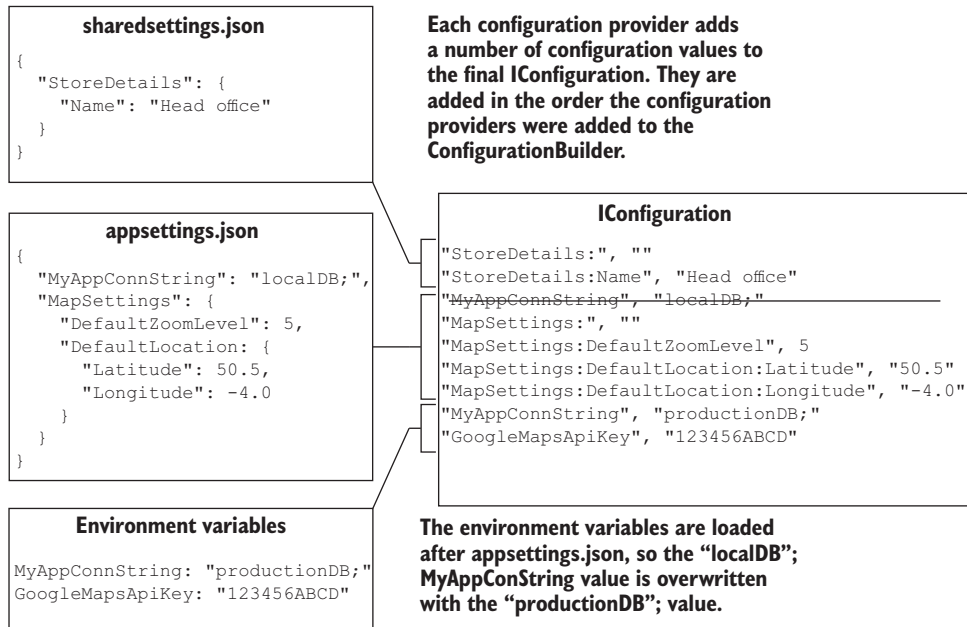 sharedsettings.json
{
  "StoreDetails": {
    "Name": "Head office"
  }
}
Each configuration provider adds
a number of configuration values to
the final IConfiguration. They are
added in the order the configuration
providers were added to the
ConfigurationBuilder.
appsettings.json
{
  "MyAppConnString": "localDB;",
  "MapSettings": {
    "DefaultZoomLevel": 5,
    "DefaultLocation: {
      "Latitude": 50.5,
      "Longitude": -4.0
    }
  }
}
IConfiguration
"StoreDetails:", ""
"StoreDetails:Name", "Head office"
"MyAppConnString", "localDB;"
"MapSettings:", ""
"MapSettings:DefaultZoomLevel", 5
"MapSettings:DefaultLocation:Latitude", "50.5"
"MapSettings:DefaultLocation:Longitude", "-4.0"
"MyAppConnString", "productionDB;"
"GoogleMapsApiKey", "123456ABCD"
Environment variables
MyAppConnString: "productionDB;"
GoogleMapsApiKey: "123456ABCD"
The environment variables are loaded
after appsettings.json, so the “localDB”;
MyAppConString value is overwritten
with the “productionDB”; value.